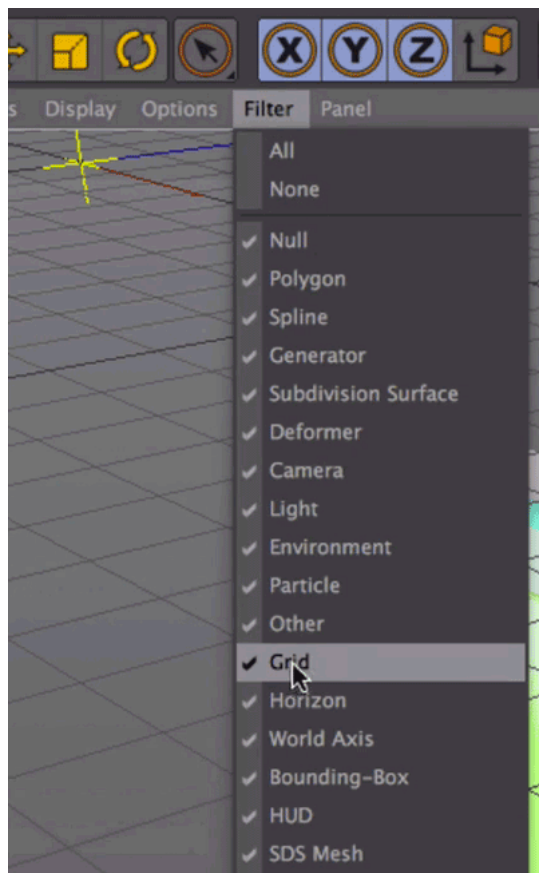 X Y Z
Display Options Filter Panel
All
None
Null
Polygon
Spline
Generator
Subdivision Surface
Deformer
Camera
Light
Environment
Particle
Other
Grid
Horizon
World Axis
Bounding-Box
HUD
SDS Mesh